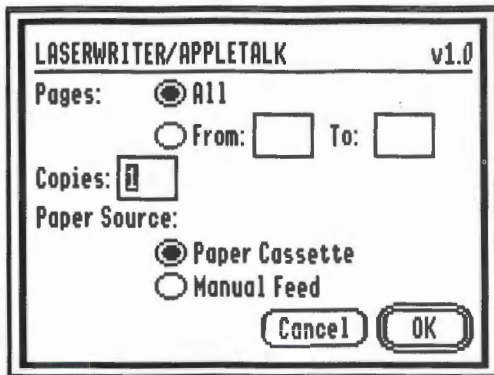 LASERWRITER/APPLETALK v1.0
Pages: All
From: To:
Copies: 1
Paper Source:
Paper Cassette
Manual Feed
Cancel OK